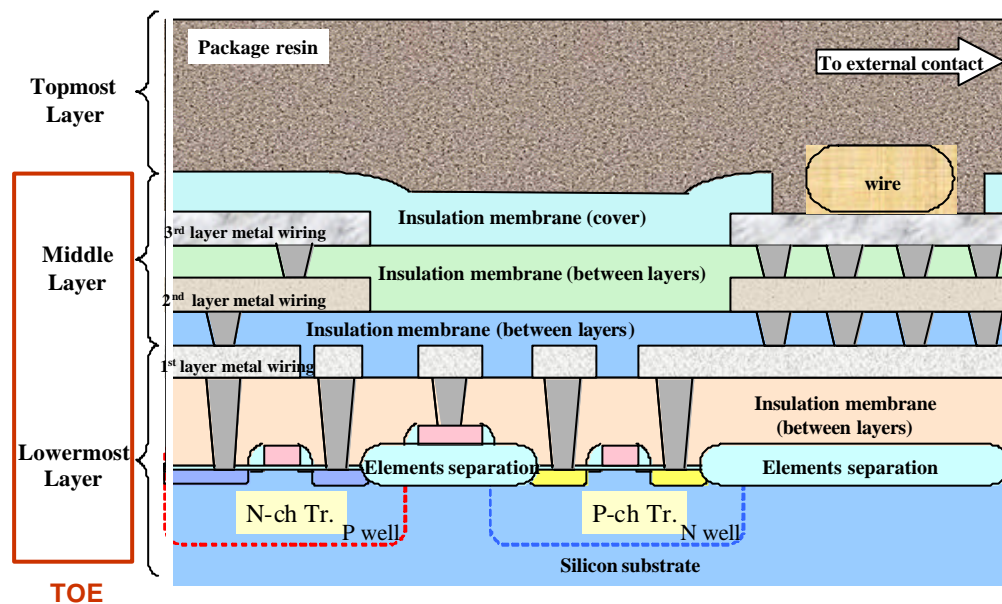 Package resin
To external contact
Topmost
Layer
wire
Insulation membrane (cover)
3rd layer metal wiring
Middle
Layer
Insulation membrane (between layers)
2nd layer metal wiring
Insulation membrane (between layers)
1st layer metal wiring
Insulation membrane
(between layers)
Lowermost
Layer
Elements separation
Elements separation
N-ch Tr.
P-ch Tr.
P well
N well
Silicon substrate
TOE